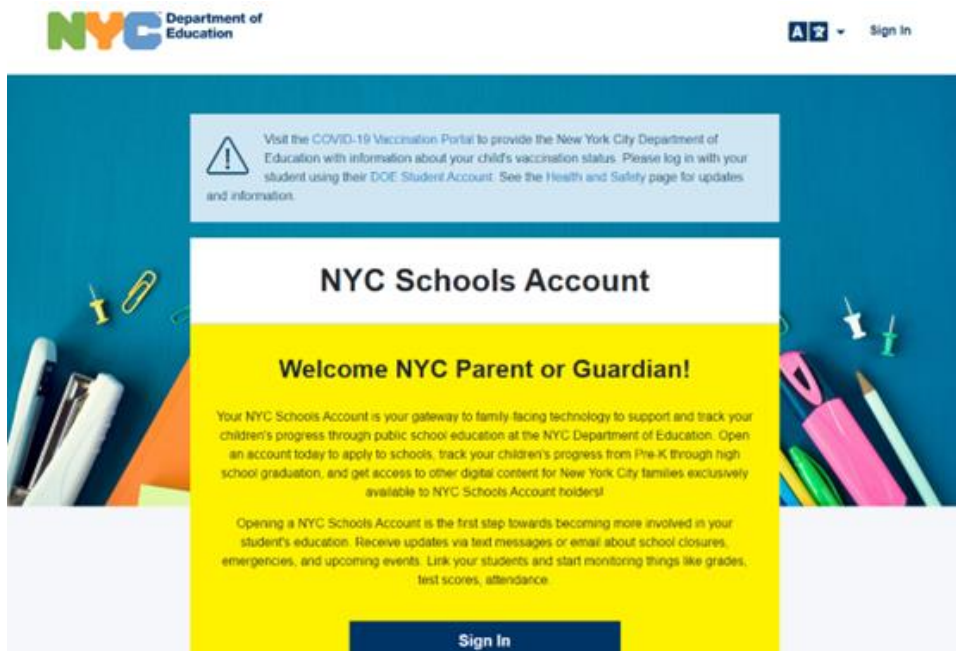 NYC Department of
Education
A 文 Sign In
Visit the COVID-19 Vaccination Portal to provide the New York City Department of
Education with information about your child's vaccination status. Please log in with your
student using their DOE Student Account. See the Health and Safety page for updates
and information.
NYC Schools Account
Welcome NYC Parent or Guardian!
Your NYC Schools Account is your gateway to family-facing technology to support and track your
children's progress through public school education at the NYC Department of Education. Open
an account today to apply to schools, track your children's progress from Pre-K through high
school graduation, and get access to other digital content for New York City families exclusively
available to NYC Schools Account holders!
Opening a NYC Schools Account is the first step towards becoming more involved in your
student's education. Receive updates via text messages or email about school closures,
emergencies, and upcoming events. Link your students and start monitoring things like grades,
test scores, attendance.
Sign In